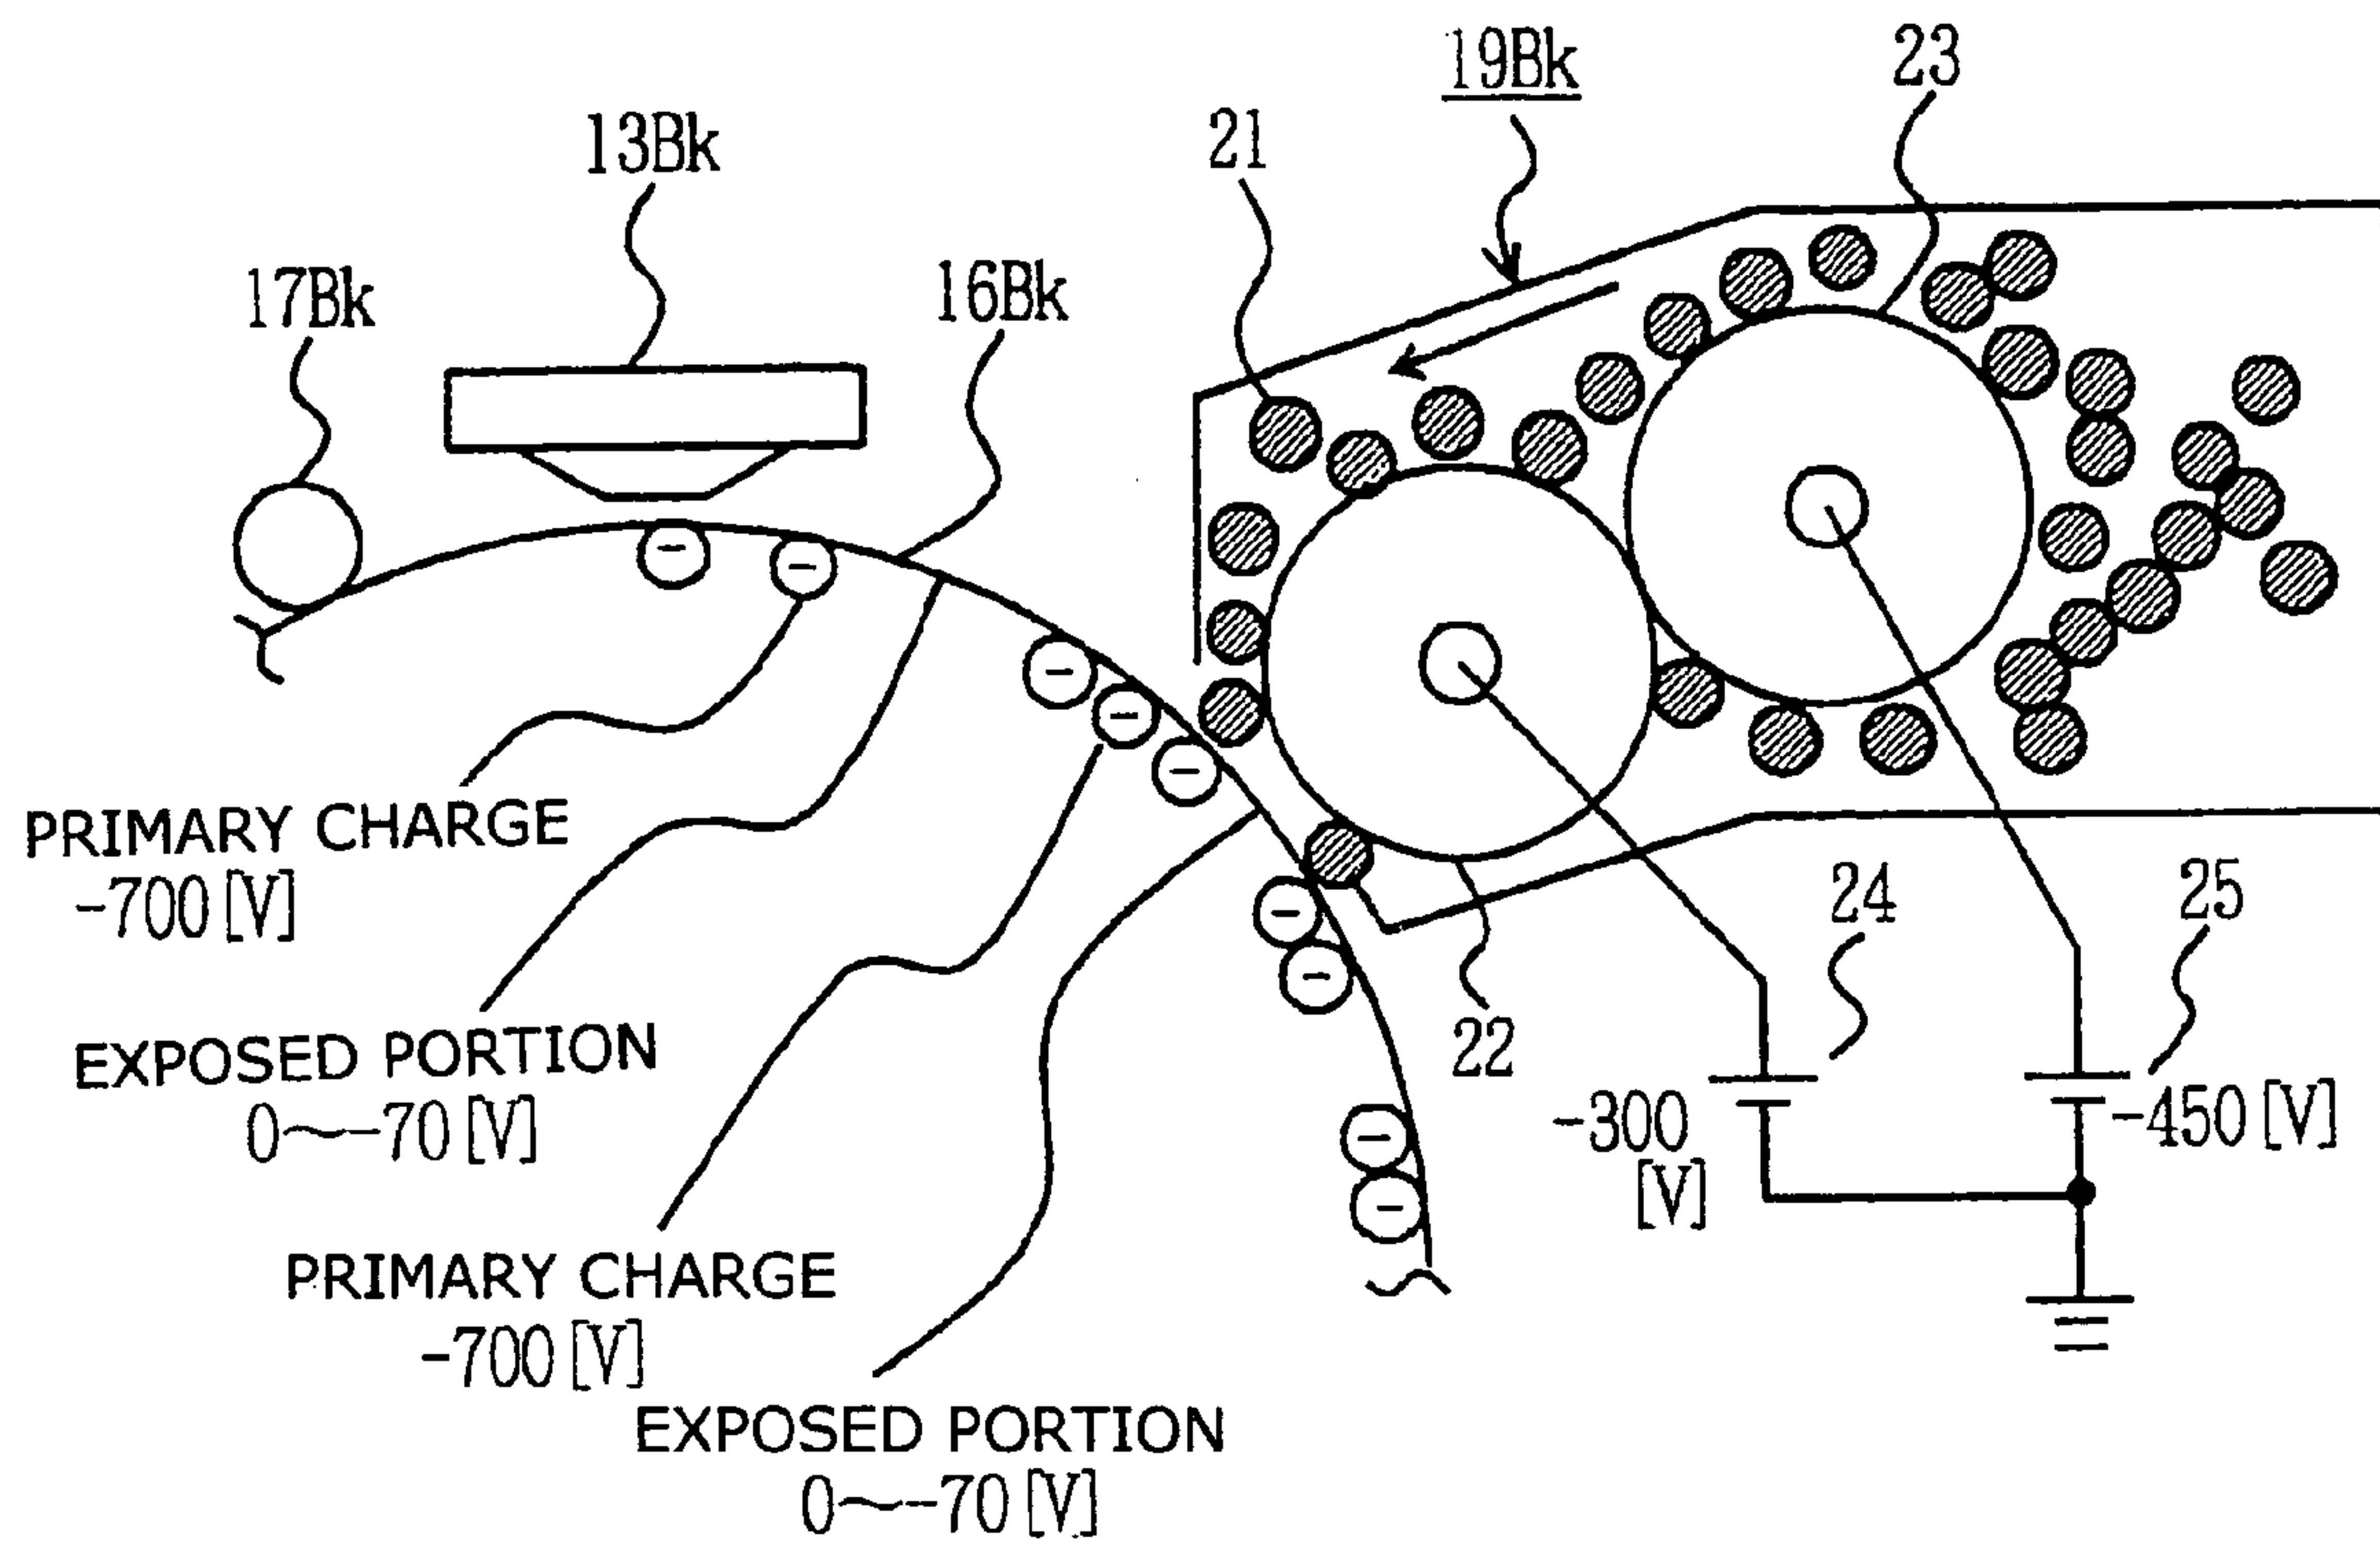 19Bk
23
21
13Bk
17Bk
16Bk
PRIMARY CHARGE
-700 [V]
24
25
EXPOSED PORTION
0~-70 [V]
22
-300
[V]
-450 [V]
PRIMARY CHARGE
-700 [V]
EXPOSED PORTION
0~-70 [V]